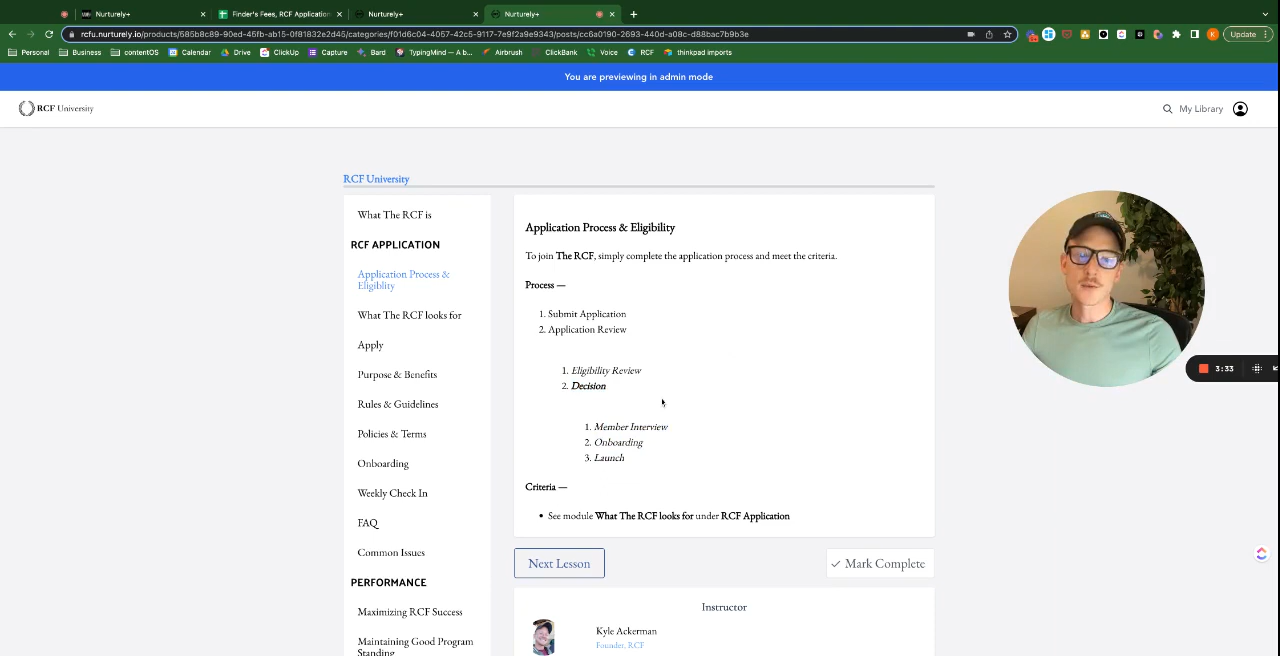 Nurturely+
Finder's Fees, RCF Application
Nurturely+
Nurturely+
rcfu.nurturely.io/products/585b8c89-90ed-45fb-ab15-0f81832e2d45/categories/f01d6c04-4057-42c5-9117-7e9f2a9e9343/posts/cc6a0190-2693-440d-a08c-d88bac7b9b3e
K
Update
Personal
Business
contentOS
Calendar
Drive
ClickUp
Capture
Bard
TypingMind — A b...
Airbrush
ClickBank
Voice
RCF
thinkpad imports
You are previewing in admin mode
RCF University
My Library
RCF University
What The RCF is
RCF APPLICATION
Application Process &
Eligiblity
What The RCF looks for
Apply
Purpose & Benefits
Rules & Guidelines
Policies & Terms
Onboarding
Weekly Check In
FAQ
Common Issues
PERFORMANCE
Maximizing RCF Success
Maintaining Good Program
Standing
Application Process & Eligibility
To join The RCF, simply complete the application process and meet the criteria.
Process —
1. Submit Application
2. Application Review
1. Eligibility Review
2. Decision
1. Member Interview
2. Onboarding
3. Launch
Criteria —
• See module What The RCF looks for under RCF Application
Next Lesson
Mark Complete
Instructor
Kyle Ackerman
Founder, RCF
3:33